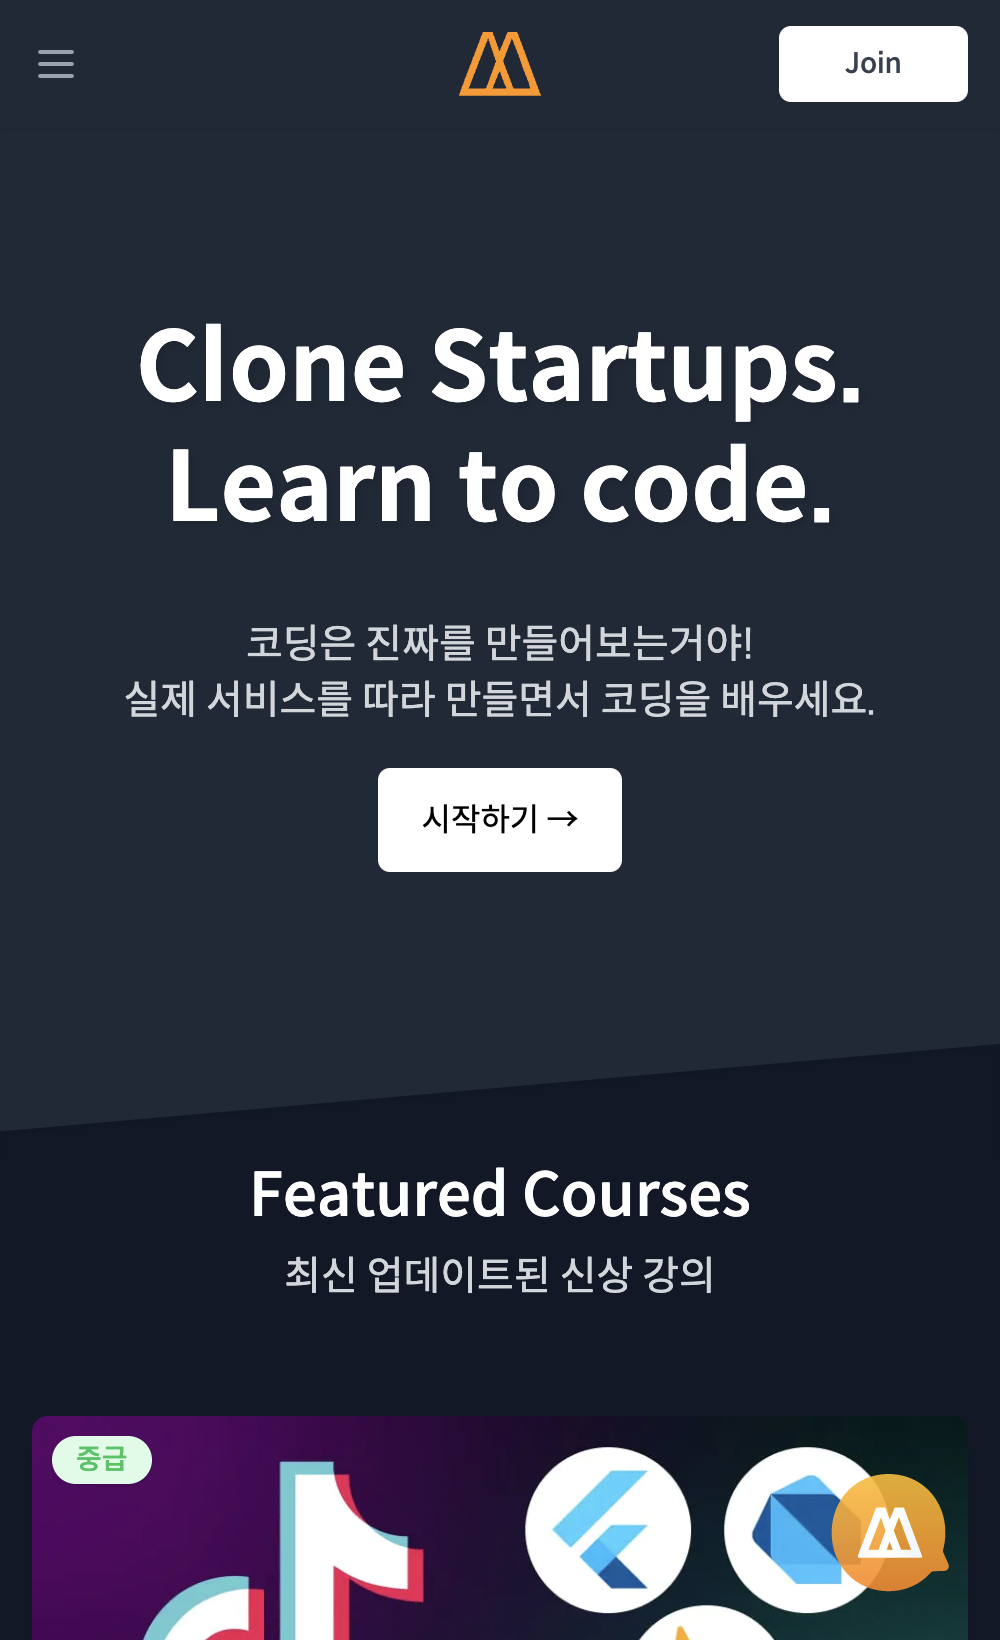 Join
Clone Startups.
Learn to code.
코딩은 진짜를 만들어보는거야!
실제 서비스를 따라 만들면서 코딩을 배우세요.
시작하기 →
Featured Courses
최신 업데이트된 신상 강의
중급